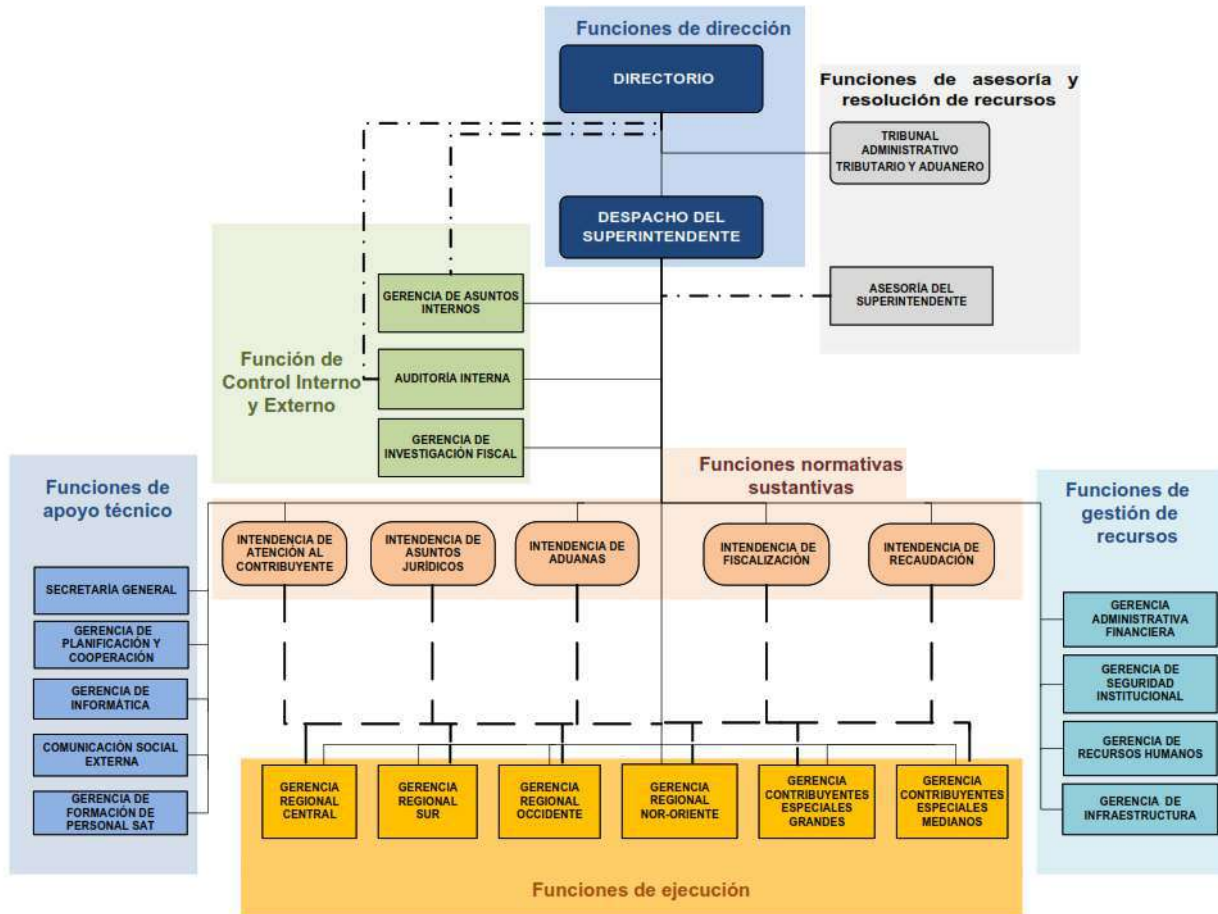 Funciones de dirección
DIRECTORIO
Funciones de asesoría y
resolución de recursos
TRIBUNAL
ADMINISTRATIVO
TRIBUTARIO Y ADUANERO
DESPACHO DEL
SUPERINTENDENTE
ASESORÍA DEL
SUPERINTENDENTE
GERENCIA DE ASUNTOS
INTERNOS
Función de
Control Interno
y Externo
AUDITORÍA INTERNA
GERENCIA DE
INVESTIGACIÓN FISCAL
Funciones normativas
sustantivas
Funciones de
apoyo técnico
SECRETARÍA GENERAL
GERENCIA DE
PLANIFICACIÓN Y
COOPERACIÓN
GERENCIA DE
INFORMÁTICA
COMUNICACIÓN SOCIAL
EXTERNA
GERENCIA DE
FORMACIÓN DE
PERSONAL SAT
INTENDENCIA DE
ATENCIÓN AL
CONTRIBUYENTE
INTENDENCIA DE
ASUNTOS
JURÍDICOS
INTENDENCIA DE
ADUANAS
INTENDENCIA DE
FISCALIZACIÓN
INTENDENCIA DE
RECAUDACIÓN
Funciones de
gestión de
recursos
GERENCIA
ADMINISTRATIVA
FINANCIERA
GERENCIA DE
SEGURIDAD
INSTITUCIONAL
GERENCIA DE
RECURSOS HUMANOS
GERENCIA DE
INFRAESTRUCTURA
GERENCIA
REGIONAL
CENTRAL
GERENCIA
REGIONAL
SUR
GERENCIA
REGIONAL
OCCIDENTE
GERENCIA
REGIONAL
NOR-ORIENTE
GERENCIA
CONTRIBUYENTES
ESPECIALES
GRANDES
GERENCIA
CONTRIBUYENTES
ESPECIALES
MEDIANOS
Funciones de ejecución